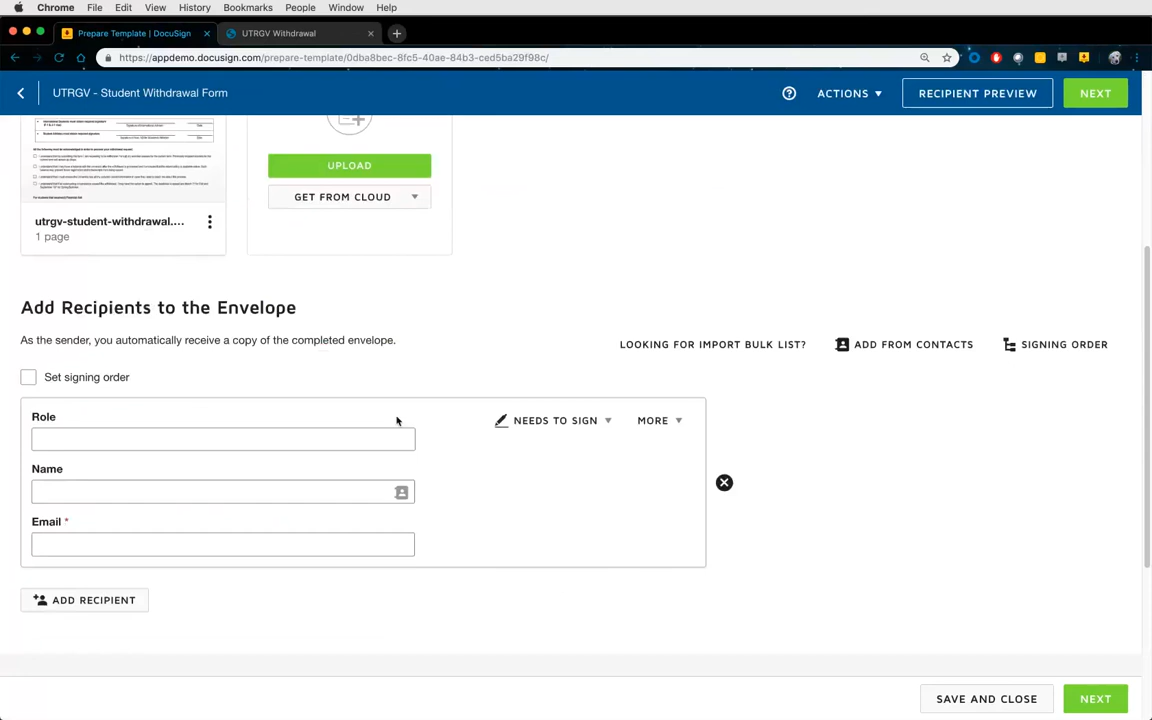 Chrome File Edit View History Bookmarks People Window Help
Prepare Template | DocuSign
UTRGV Withdrawal
https://appdemo.docusign.com/prepare-template/0dba8bec-8fc5-40ae-84b3-ced5ba29f98c/
UTRGV - Student Withdrawal Form
ACTIONS
RECIPIENT PREVIEW
NEXT
UPLOAD
GET FROM CLOUD
utrgv-student-withdrawal....
1 page
Add Recipients to the Envelope
As the sender, you automatically receive a copy of the completed envelope.
LOOKING FOR IMPORT BULK LIST?
ADD FROM CONTACTS
SIGNING ORDER
Set signing order
Role
NEEDS TO SIGN
MORE
Name
Email *
ADD RECIPIENT
SAVE AND CLOSE
NEXT